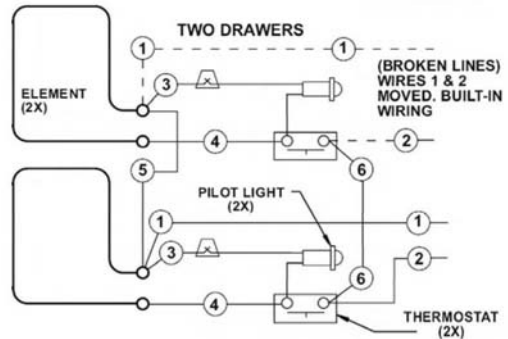 TWO DRAWERS
1
1
3
(BROKEN LINES)
WIRES 1 & 2
MOVED. BUILT-IN
WIRING
ELEMENT
(2X)
4
2
5
6
PILOT LIGHT
(2X)
1
1
3
2
6
4
THERMOSTAT
(2X)